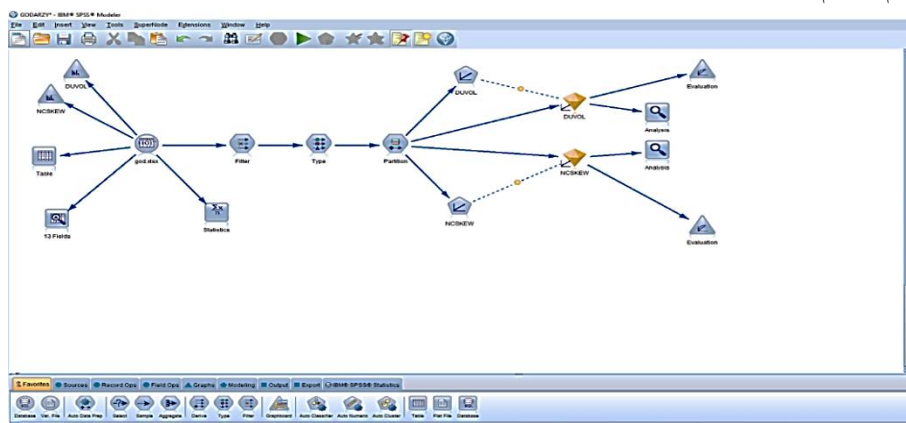 GODARZY* - IBM® SPSS® Modeler
File Edit Insert View Tools SuperNode Extensions Window Help
DUVOL
NCSKEW
Table
13 Fields
god.xlsx
Statistics
Filter
Type
Partition
DUVOL
NCSKEW
DUVOL
NCSKEW
Evaluation
Analysis
Analysis
Evaluation
Favorites Sources Record Ops Field Ops Graphs Modeling Output Export IBM® SPSS® Statistics
Database Var. File Auto Data Prep Select Sample Aggregate Derive Type Filter Graphboard Auto Classifier Auto Numeric Auto Cluster Table Flat File Database